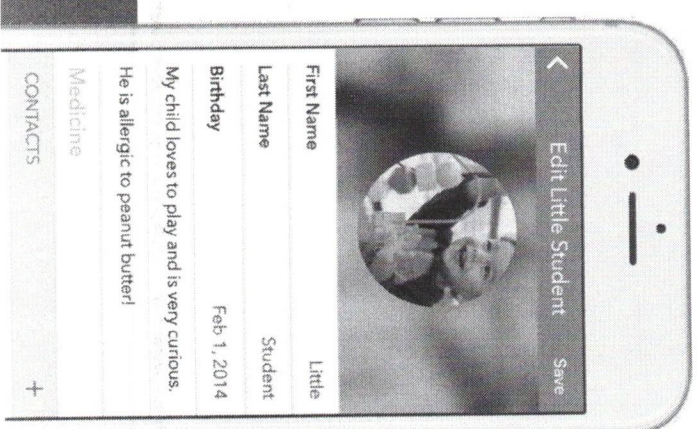 Edit Little Student Save
First Name Little
Last Name Student
Birthday Feb 1, 2014
My child loves to play and is very curious.
He is allergic to peanut butter!
Medicine
CONTACTS +